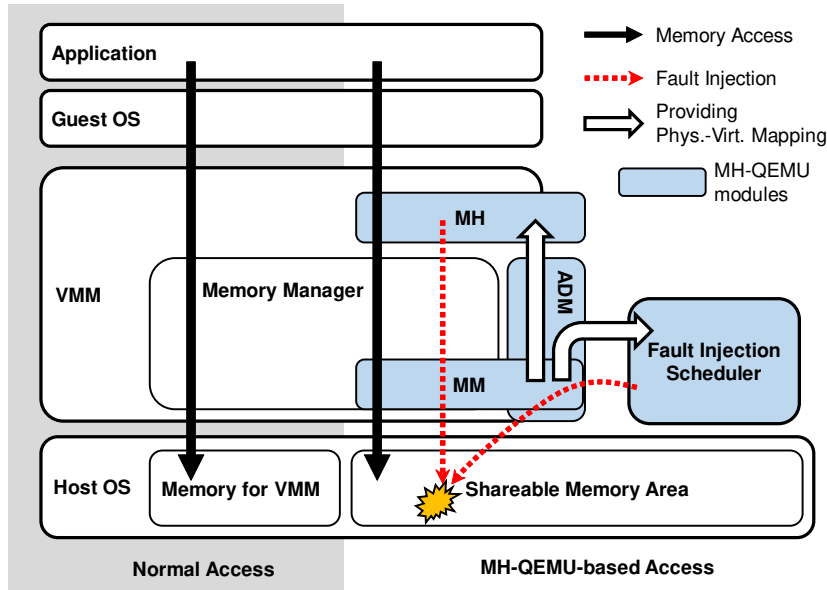 Application
Guest OS
Memory Access
Fault Injection
Providing
Phys.-Virt. Mapping
MH-QEMU
modules
MH
ADM
VMM
Memory Manager
MM
Fault Injection
Scheduler
Host OS
Memory for VMM
Shareable Memory Area
Normal Access
MH-QEMU-based Access